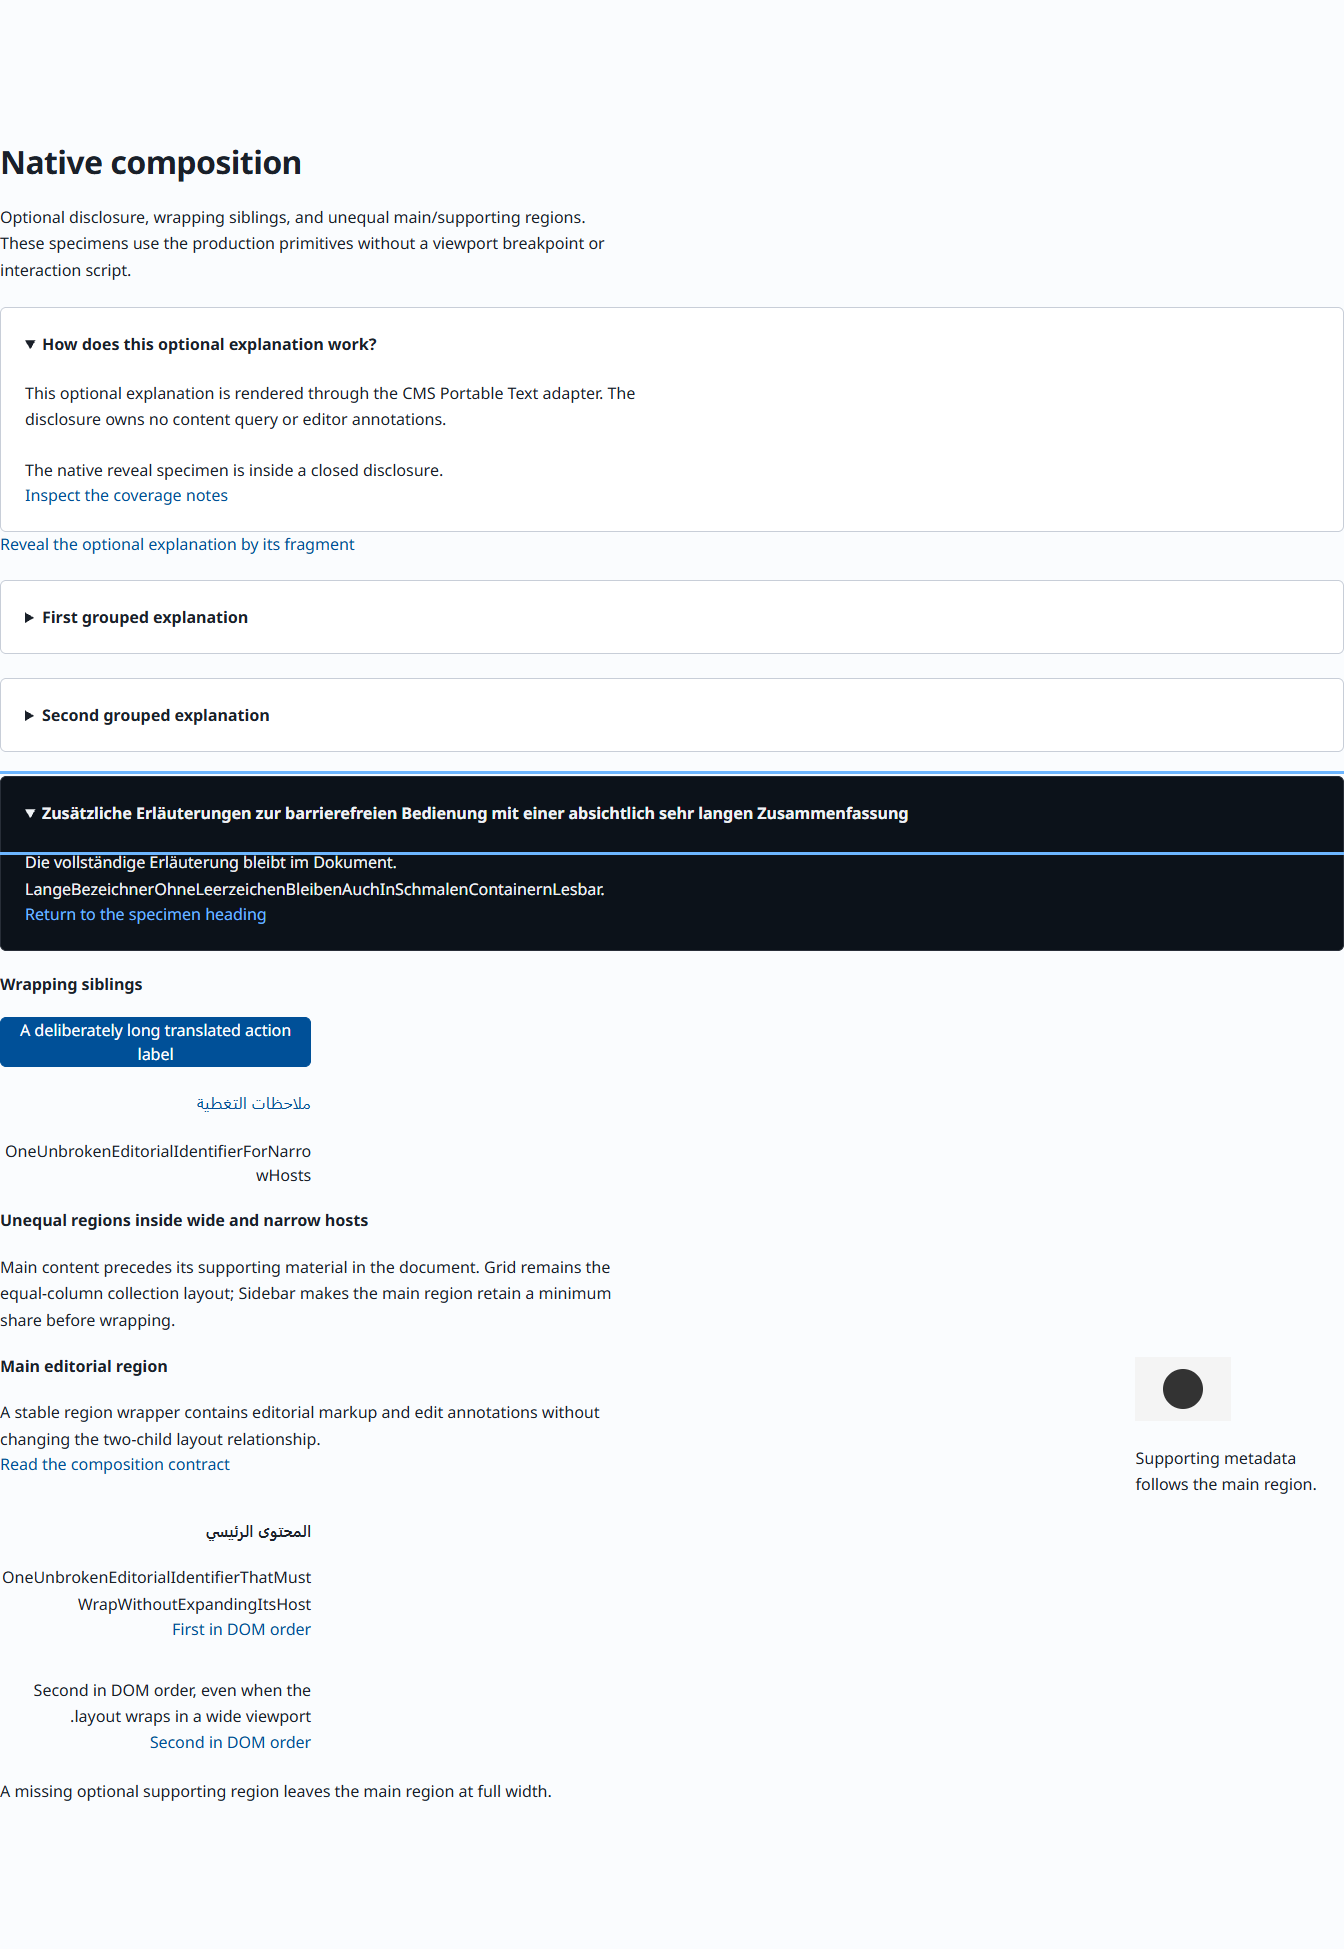 Native composition
Optional disclosure, wrapping siblings, and unequal main/supporting regions.
These specimens use the production primitives without a viewport breakpoint or
interaction script.
How does this optional explanation work?
This optional explanation is rendered through the CMS Portable Text adapter. The
disclosure owns no content query or editor annotations.
The native reveal specimen is inside a closed disclosure.
Inspect the coverage notes
Reveal the optional explanation by its fragment
First grouped explanation
Second grouped explanation
Zusätzliche Erläuterungen zur barrierefreien Bedienung mit einer absichtlich sehr langen Zusammenfassung
Die vollständige Erläuterung bleibt im Dokument.
LangeBezeichnerOhneLeerzeichenBleibenAuchInSchmalenContainernLesbar.
Return to the specimen heading
Wrapping siblings
A deliberately long translated action
label
ملاحظات التغطية
OneUnbrokenEditorialIdentifierForNarro
wHosts
Unequal regions inside wide and narrow hosts
Main content precedes its supporting material in the document. Grid remains the
equal-column collection layout; Sidebar makes the main region retain a minimum
share before wrapping.
Main editorial region
A stable region wrapper contains editorial markup and edit annotations without
changing the two-child layout relationship.
Read the composition contract
Supporting metadata
follows the main region.
المحتوى الرئيسي
OneUnbrokenEditorialIdentifierThatMust
WrapWithoutExpandingItsHost
First in DOM order
Second in DOM order, even when the
.layout wraps in a wide viewport
Second in DOM order
A missing optional supporting region leaves the main region at full width.